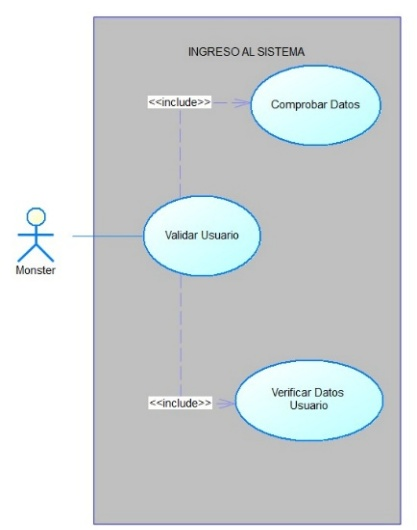 INGRESO AL SISTEMA
<<include>>
Comprobar Datos
Validar Usuario
Monster
<<include>>
Verificar Datos
Usuario